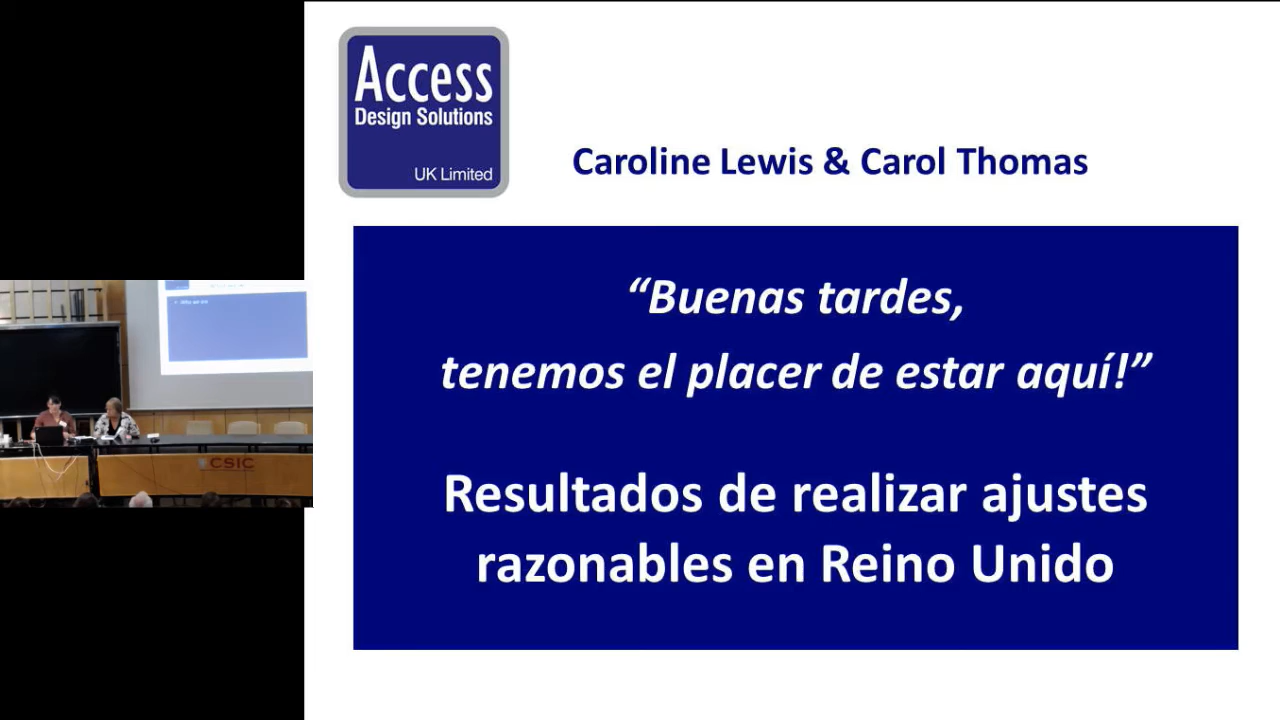 Access
Design Solutions
UK Limited
Caroline Lewis & Carol Thomas
“Buenas tardes,
tenemos el placer de estar aquí!”
Resultados de realizar ajustes
razonables en Reino Unido
CSIC